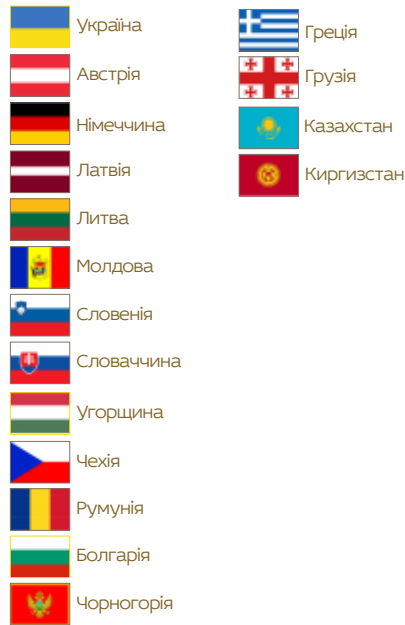 Україна
Австрія
Німеччина
Латвія
Литва
Молдова
Словенія
Словаччина
Угорщина
Чехія
Румунія
Болгарія
Чорногорія
Греція
Грузія
Казахстан
Киргизстан